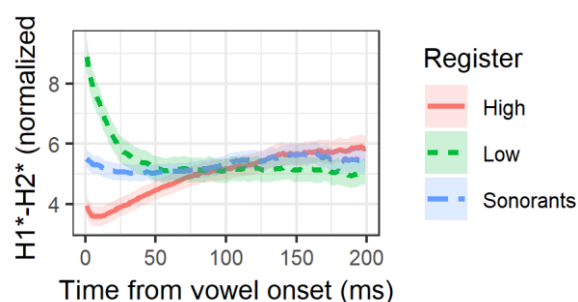 H1*-H2* (normalized
8
6
4
0
50
100
150
200
Time from vowel onset (ms)
Register
High
Low
Sonorants